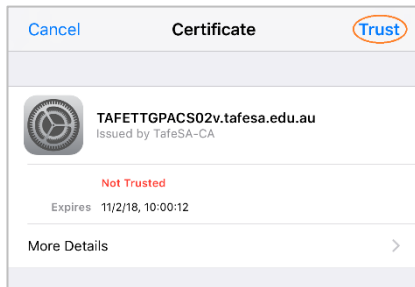 Cancel Certificate Trust
TAFETTGPACS02v.tafesa.edu.au
Issued by TafeSA-CA
Not Trusted
Expires 11/2/18, 10:00:12
More Details